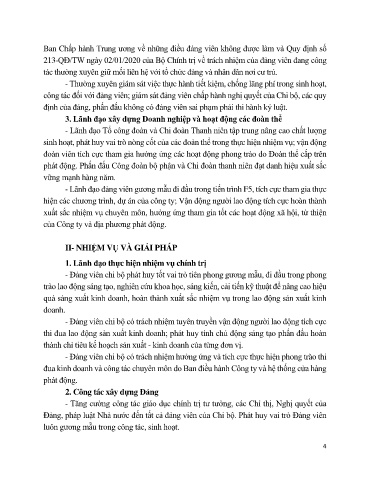 Ban Chấp hành Trung ương về những điều đảng viên không được làm và Quy định số
213-QĐ/TW ngày 02/01/2020 của Bộ Chính trị về trách nhiệm của đảng viên đang công
tác thường xuyên giữ mối liên hệ với tổ chức đảng và nhân dân nơi cư trú.
- Thường xuyên giám sát việc thực hành tiết kiệm, chống lãng phí trong sinh hoạt,
công tác đối với đảng viên; giám sát đảng viên chấp hành nghị quyết của Chi bộ, các quy
định của đảng, phấn đấu không có đảng viên sai phạm phải thi hành kỷ luật.
3. Lãnh đạo xây dựng Doanh nghiệp và hoạt động các đoàn thể
- Lãnh đạo Tổ công đoàn và Chi đoàn Thanh niên tập trung nâng cao chất lượng
sinh hoạt, phát huy vai trò nòng cốt của các đoàn thể trong thực hiện nhiệm vụ; vận động
đoàn viên tích cực tham gia hưởng ứng các hoạt động phong trào do Đoàn thể cấp trên
phát động. Phấn đấu Công đoàn bộ phận và Chi đoàn thanh niên đạt danh hiệu xuất sắc
vững mạnh hàng năm.
- Lãnh đạo đảng viên gương mẫu đi đầu trong tiến trình F5, tích cực tham gia thực
hiện các chương trình, dự án của công ty; Vận động người lao động tích cực hoàn thành
xuất sắc nhiệm vụ chuyên môn, hưởng ứng tham gia tốt các hoạt động xã hội, từ thiện
của Công ty và địa phương phát động.
II- NHIỆM VỤ VÀ GIẢI PHÁP
1. Lãnh đạo thực hiện nhiệm vụ chính trị
- Đảng viên chi bộ phát huy tốt vai trò tiên phong gương mẫu, đi đầu trong phong
trào lao động sáng tạo, nghiên cứu khoa học, sáng kiến, cải tiến kỹ thuật để nâng cao hiệu
quả sảng xuất kinh doanh, hoàn thành xuất sắc nhiệm vụ trong lao động sản xuất kinh
doanh.
- Đảng viên chi bộ có trách nhiệm tuyên truyền vận động người lao động tích cực
thi đua lao động sản xuất kinh doanh; phát huy tính chủ động sáng tạo phấn đấu hoàn
thành chỉ tiêu kế hoạch sản xuất - kinh doanh của từng đơn vị.
- Đảng viên chi bộ có trách nhiệm hưởng ứng và tích cực thực hiện phong trào thi
đua kinh doanh và công tác chuyên môn do Ban điều hành Công ty và hệ thống cửa hàng
phát động.
2. Công tác xây dựng Đảng
- Tăng cường công tác giáo dục chính trị tư tưởng, các Chỉ thị, Nghị quyết của
Đảng, pháp luật Nhà nước đến tất cả đảng viên của Chi bộ. Phát huy vai trò Đảng viên
luôn gương mẫu trong công tác, sinh hoạt.
4